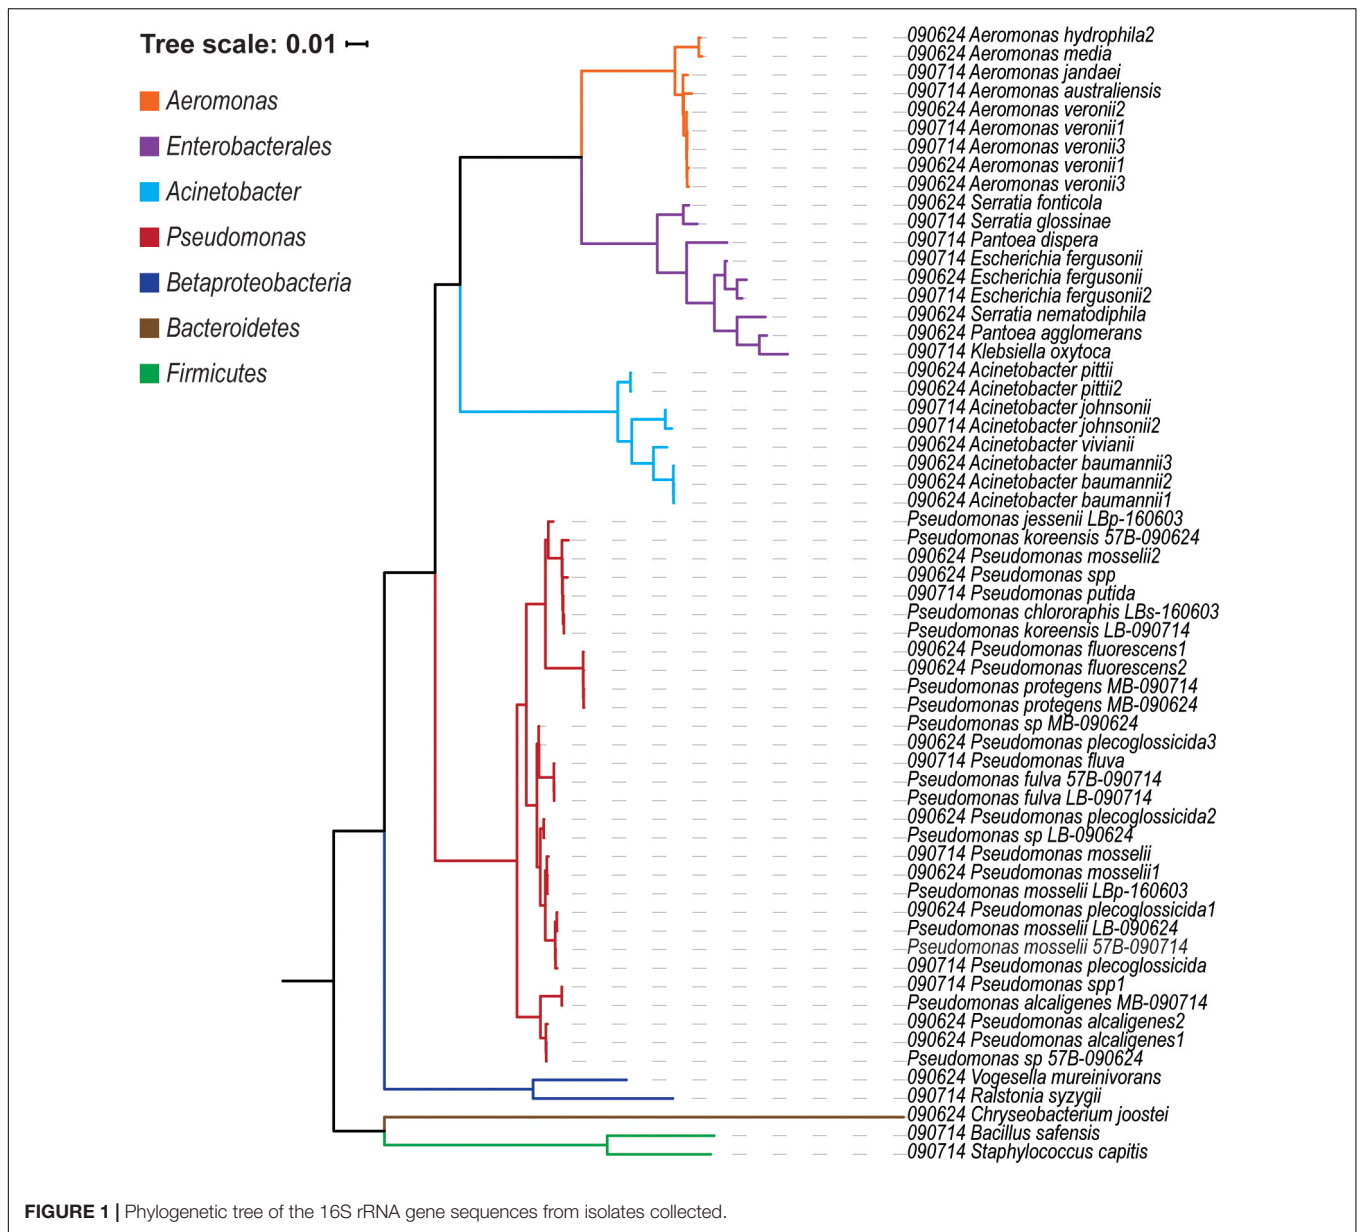 Tree scale: 0.01
Aeromonas
Enterobacterales
Acinetobacter
Pseudomonas
Betaproteobacteria
Bacteroidetes
Firmicutes
090624 Aeromonas hydrophila2
090624 Aeromonas media
090714 Aeromonas jandaei
090714 Aeromonas australiensis
090624 Aeromonas veronii2
090714 Aeromonas veronii1
090714 Aeromonas veronii3
090624 Aeromonas veronii1
090624 Aeromonas veronii3
090624 Serratia fonticola
090714 Serratia glossinae
090714 Pantoea dispera
090714 Escherichia fergusonii
090624 Escherichia fergusonii
090714 Escherichia fergusonii2
090624 Serratia nematodiphila
090624 Pantoea agglomerans
090714 Klebsiella oxytoca
090624 Acinetobacter pittii
090624 Acinetobacter pittii2
090714 Acinetobacter johnsonii
090714 Acinetobacter johnsonii2
090624 Acinetobacter vivianii
090624 Acinetobacter baumannii3
090624 Acinetobacter baumannii2
090624 Acinetobacter baumannii1
Pseudomonas jessenii LBp-160603
Pseudomonas koreensis 57B-090624
090624 Pseudomonas mosselii2
090624 Pseudomonas spp
090714 Pseudomonas putida
Pseudomonas chlororaphis LBs-160603
Pseudomonas koreensis LB-090714
090624 Pseudomonas fluorescens1
090624 Pseudomonas fluorescens2
Pseudomonas protegens MB-090714
Pseudomonas protegens MB-090624
Pseudomonas sp MB-090624
090624 Pseudomonas plecoglossicida3
090714 Pseudomonas fluva
Pseudomonas fulva 57B-090714
Pseudomonas fulva LB-090714
090624 Pseudomonas plecoglossicida2
Pseudomonas sp LB-090624
090714 Pseudomonas mosselii
090624 Pseudomonas mosselii1
Pseudomonas mosselii LBp-160603
090624 Pseudomonas plecoglossicida1
Pseudomonas mosselii LB-090624
Pseudomonas mosselii 57B-090714
090714 Pseudomonas plecoglossicida
090714 Pseudomonas spp1
Pseudomonas alcaligenes MB-090714
090624 Pseudomonas alcaligenes2
090624 Pseudomonas alcaligenes1
Pseudomonas sp 57B-090624
090624 Vogesella mureinivorans
090714 Ralstonia syzygii
090624 Chryseobacterium joostei
090714 Bacillus safensis
090714 Staphylococcus capitis
FIGURE 1 | Phylogenetic tree of the 16S rRNA gene sequences from isolates collected.